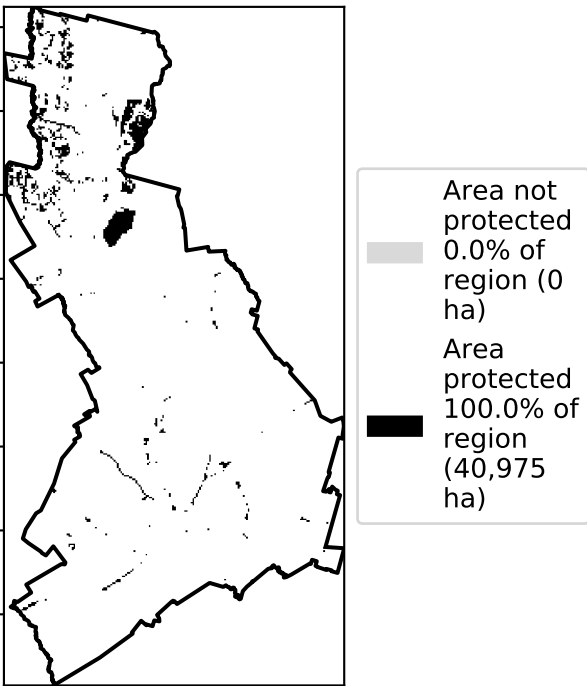 Area not
protected
0.0% of
region (0
ha)
Area
protected
100.0% of
region
(40,975
ha)